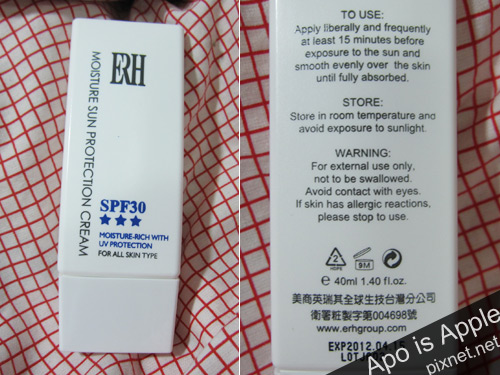 ERH
MOISTURE SUN PROTECTION CREAM
SPF30
★★★
MOISTURE-RICH WITH
UV PROTECTION
FOR ALL SKIN TYPE
TO USE:
Apply liberally and frequently
at least 15 minutes before
exposure to the sun and
smooth evenly over the skin
until fully absorbed.
STORE:
Store in room temperature and
avoid exposure to sunlight.
WARNING:
For external use only,
not to be swallowed.
Avoid contact with eyes.
If skin has allergic reactions,
please stop to use.
2
HDPE
9M
e 40ml 1.40 fl.oz.
美商英瑞其全球生技台灣分公司
衛署粧製字第004698號
www.erhgroup.com
EXP2012.04.15
Apo is Apple
pixnet.net